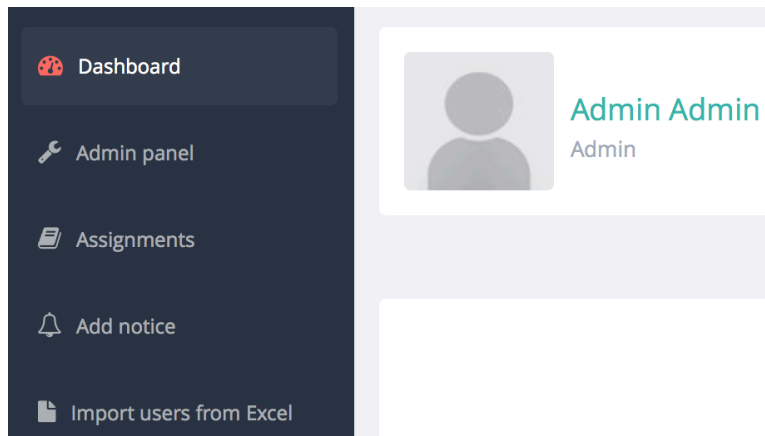 Dashboard
Admin panel
Assignments
Add notice
Import users from Excel
Admin Admin
Admin